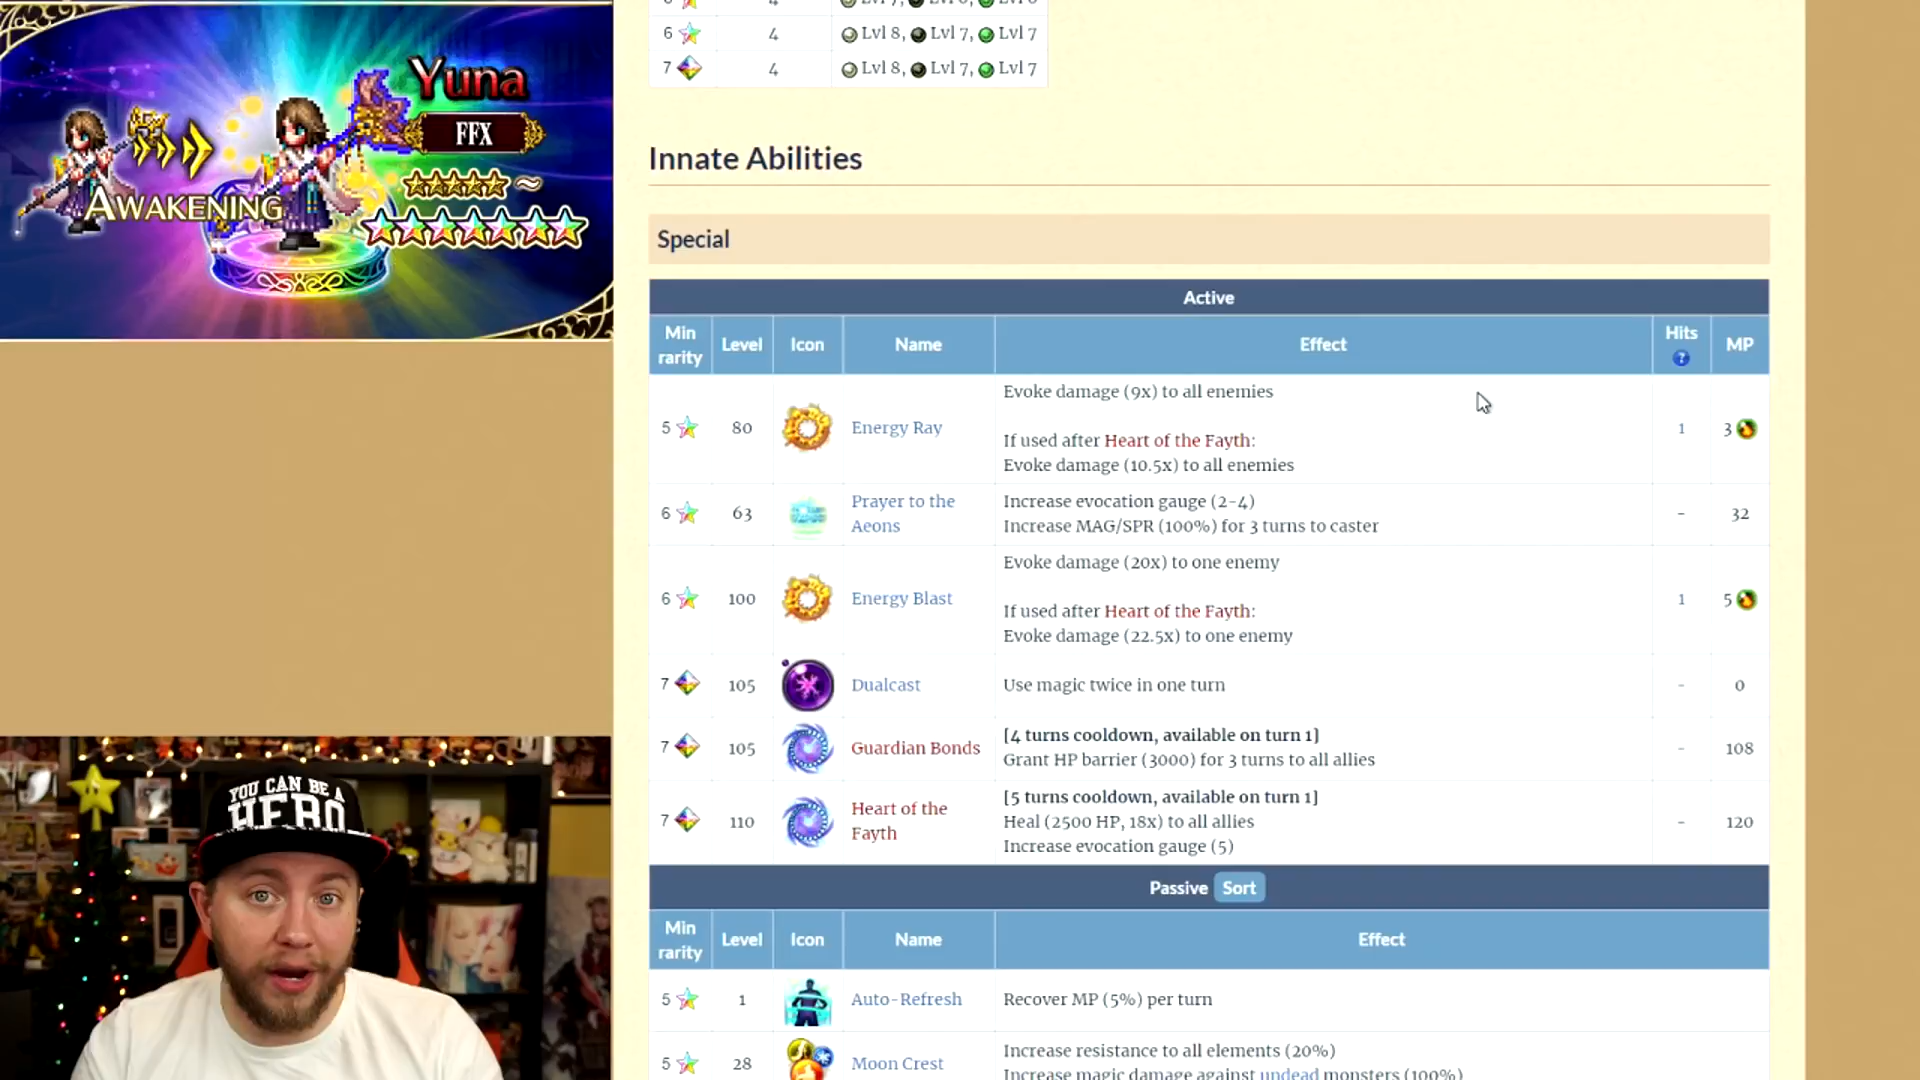 Yuna
FFX
AWAKENING
6 4 Lvl 8, Lvl 7, Lvl 7
7 4 Lvl 8, Lvl 7, Lvl 7
Innate Abilities
Special
Active
Min rarity Level Icon Name Effect Hits ? MP
5 80 Energy Ray Evoke damage (9x) to all enemies
If used after Heart of the Fayth:
Evoke damage (10.5x) to all enemies
1 3
6 63 Prayer to the Aeons Increase evocation gauge (2-4)
Increase MAG/SPR (100%) for 3 turns to caster
- 32
6 100 Energy Blast Evoke damage (20x) to one enemy
If used after Heart of the Fayth:
Evoke damage (22.5x) to one enemy
1 5
7 105 Dualcast Use magic twice in one turn - 0
7 105 Guardian Bonds [4 turns cooldown, available on turn 1]
Grant HP barrier (3000) for 3 turns to all allies
- 108
7 110 Heart of the Fayth [5 turns cooldown, available on turn 1]
Heal (2500 HP, 18x) to all allies
Increase evocation gauge (5)
- 120
Passive Sort
Min rarity Level Icon Name Effect
5 1 Auto-Refresh Recover MP (5%) per turn
5 28 Moon Crest Increase resistance to all elements (20%)
Increase magic damage against undead monsters (100%)
YOU CAN BE A
HERO